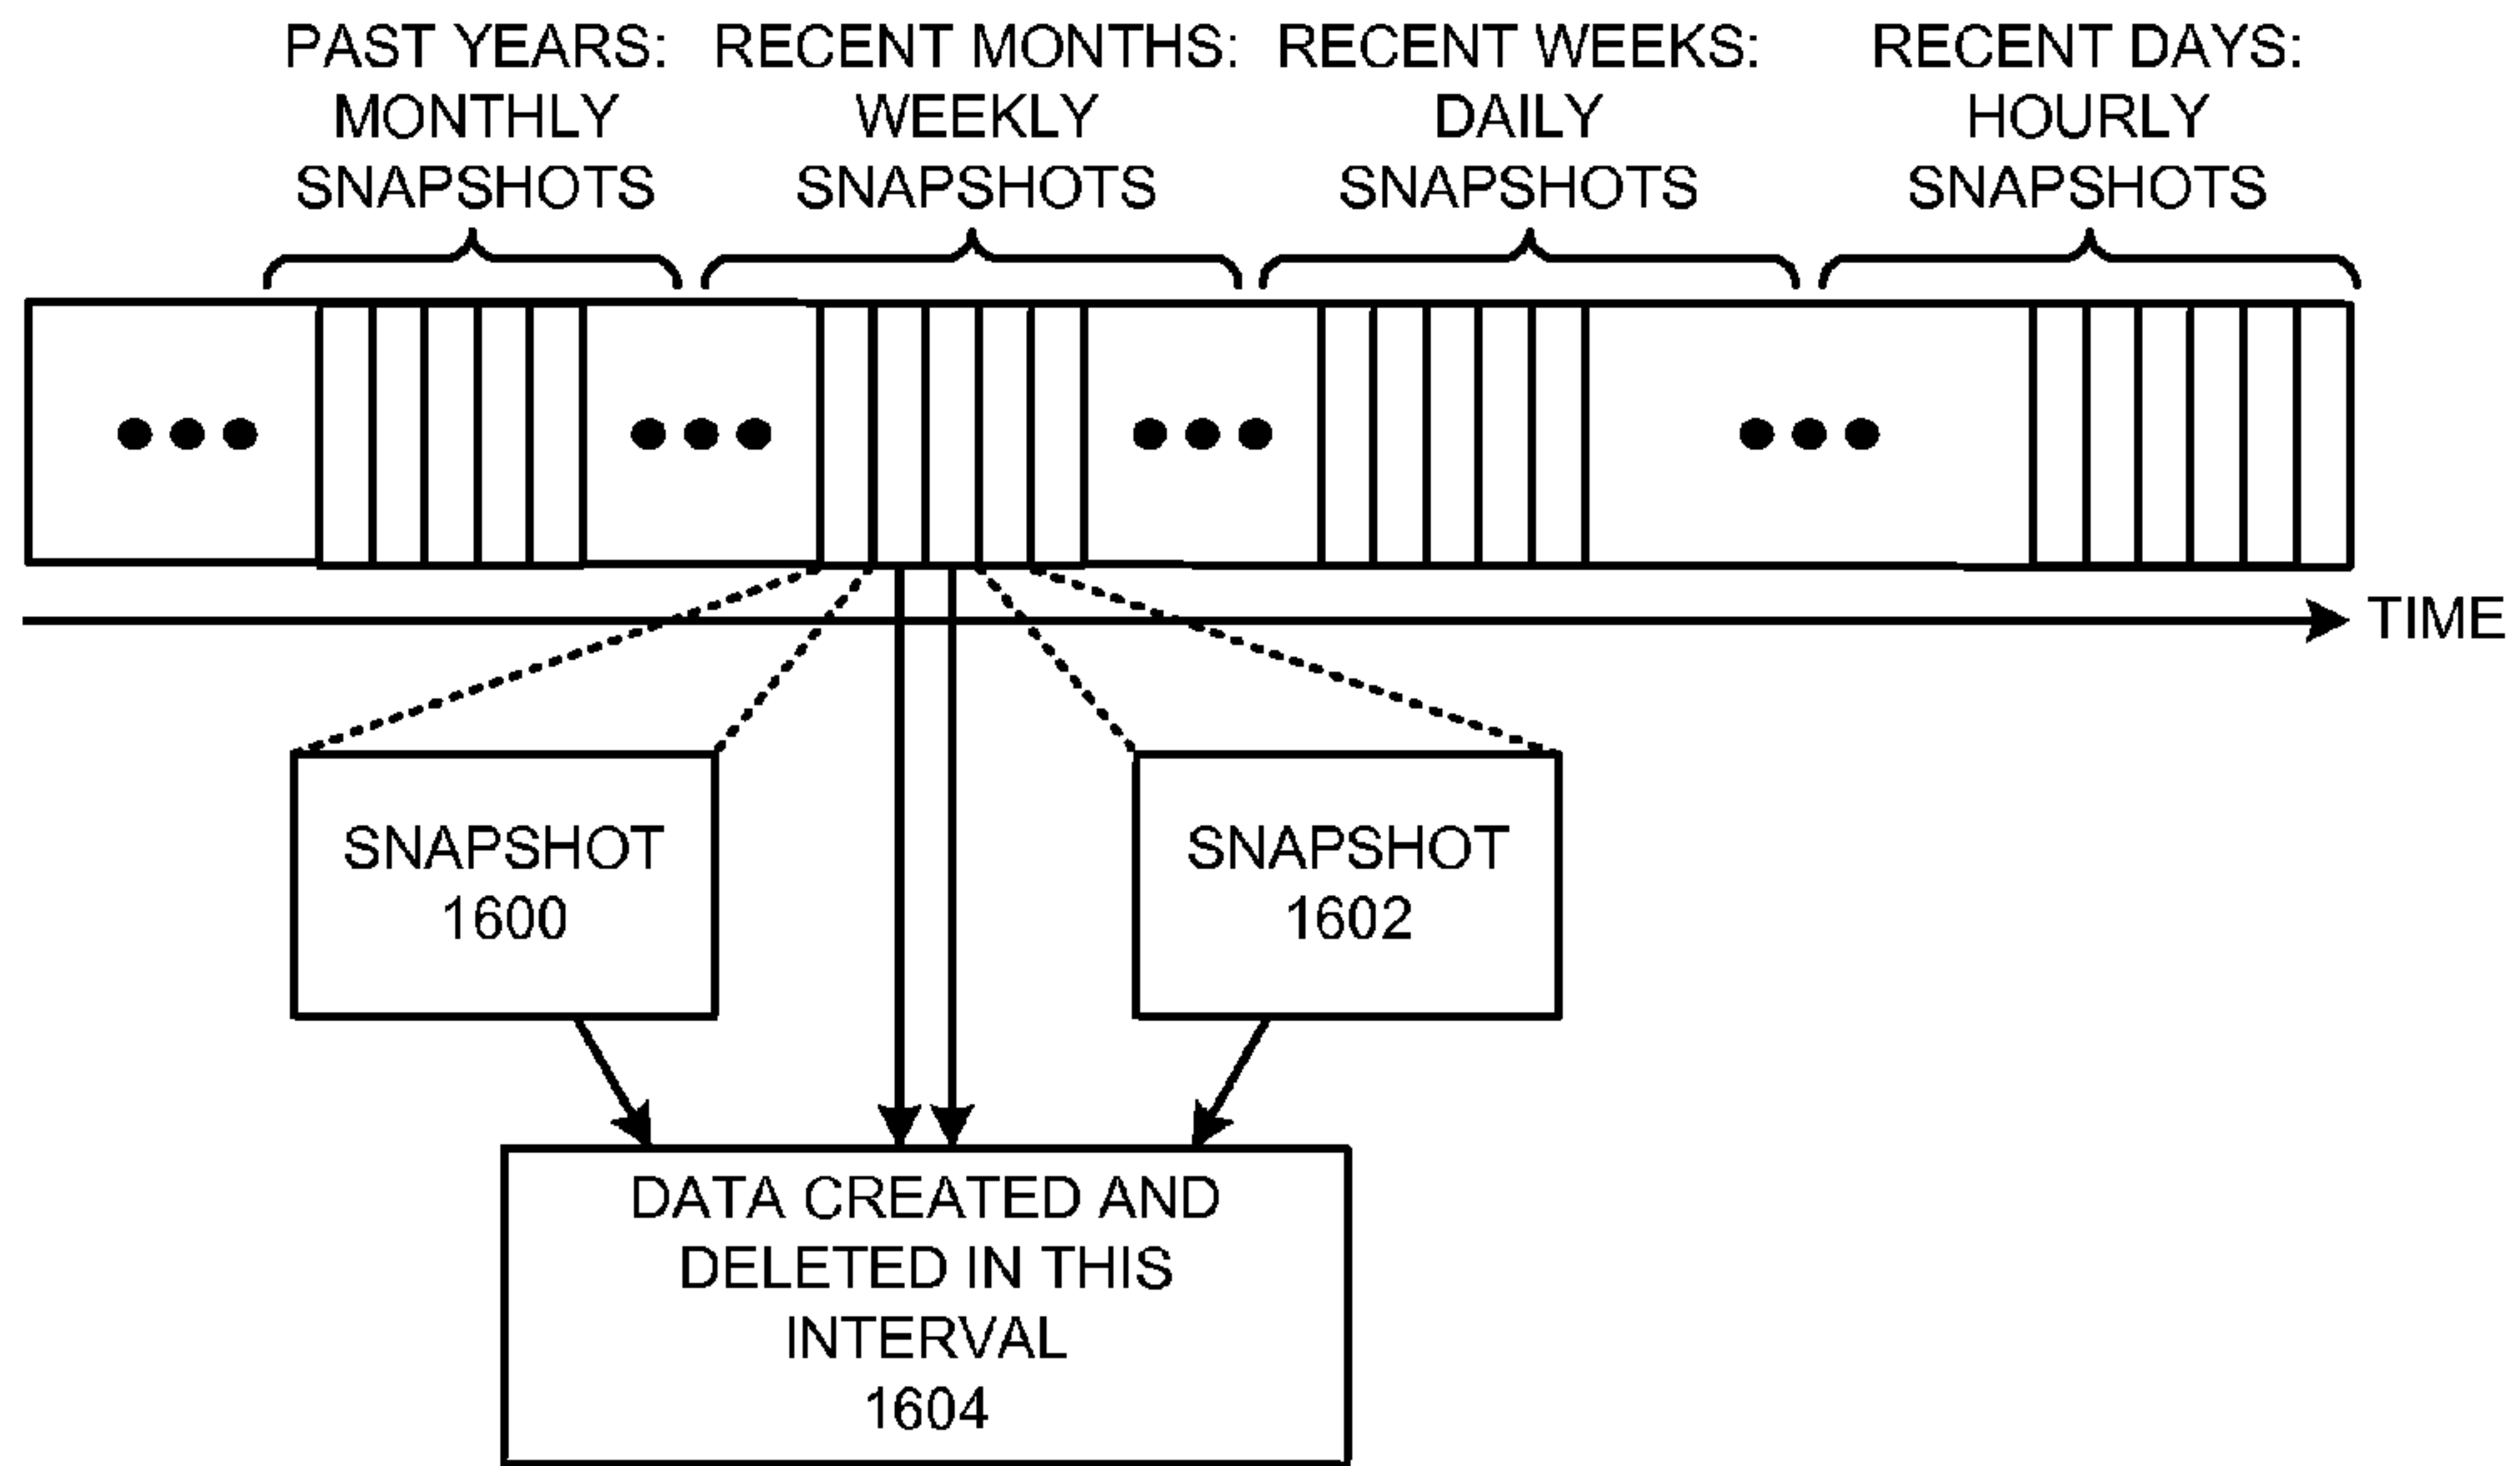 PAST YEARS:
MONTHLY
SNAPSHOTS
RECENT MONTHS:
WEEKLY
SNAPSHOTS
RECENT WEEKS:
DAILY
SNAPSHOTS
RECENT DAYS:
HOURLY
SNAPSHOTS
TIME
SNAPSHOT
1600
SNAPSHOT
1602
DATA CREATED AND
DELETED IN THIS
INTERVAL
1604